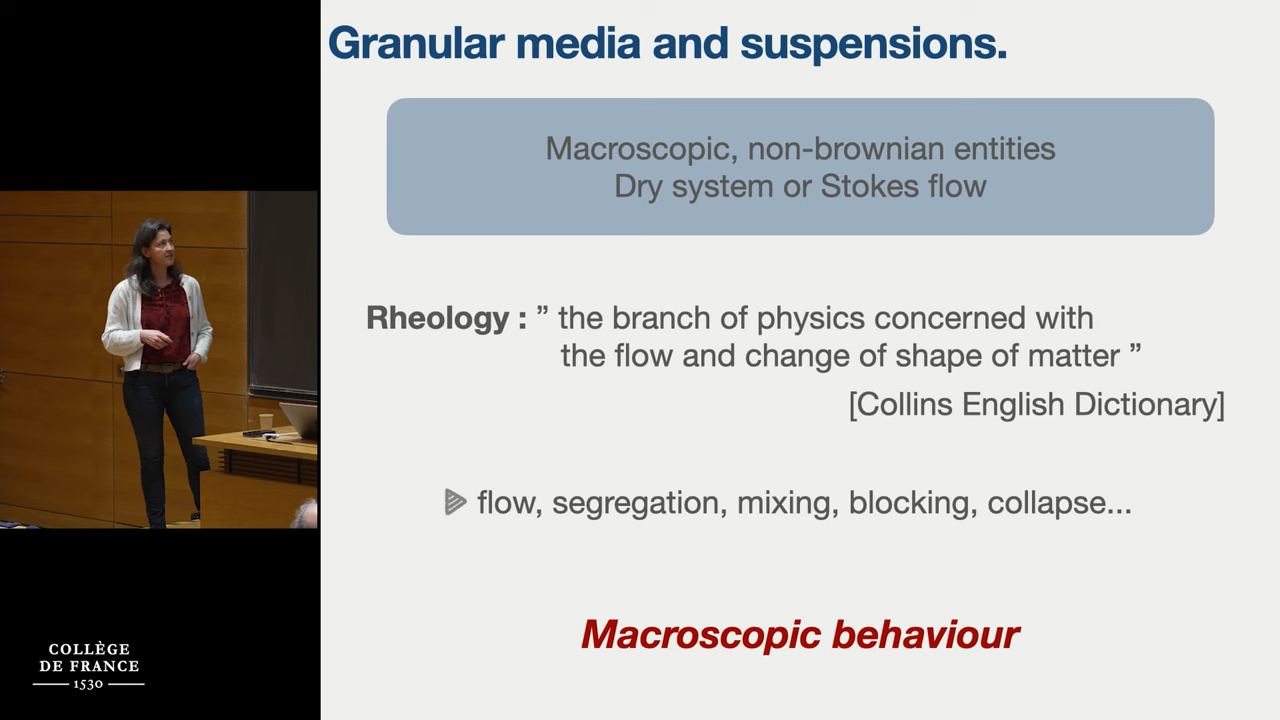 Granular media and suspensions.
Macroscopic, non-brownian entities
Dry system or Stokes flow
Rheology : ” the branch of physics concerned with
the flow and change of shape of matter ”
[Collins English Dictionary]
flow, segregation, mixing, blocking, collapse...
Macroscopic behaviour
COLLÈGE
DE FRANCE
1530